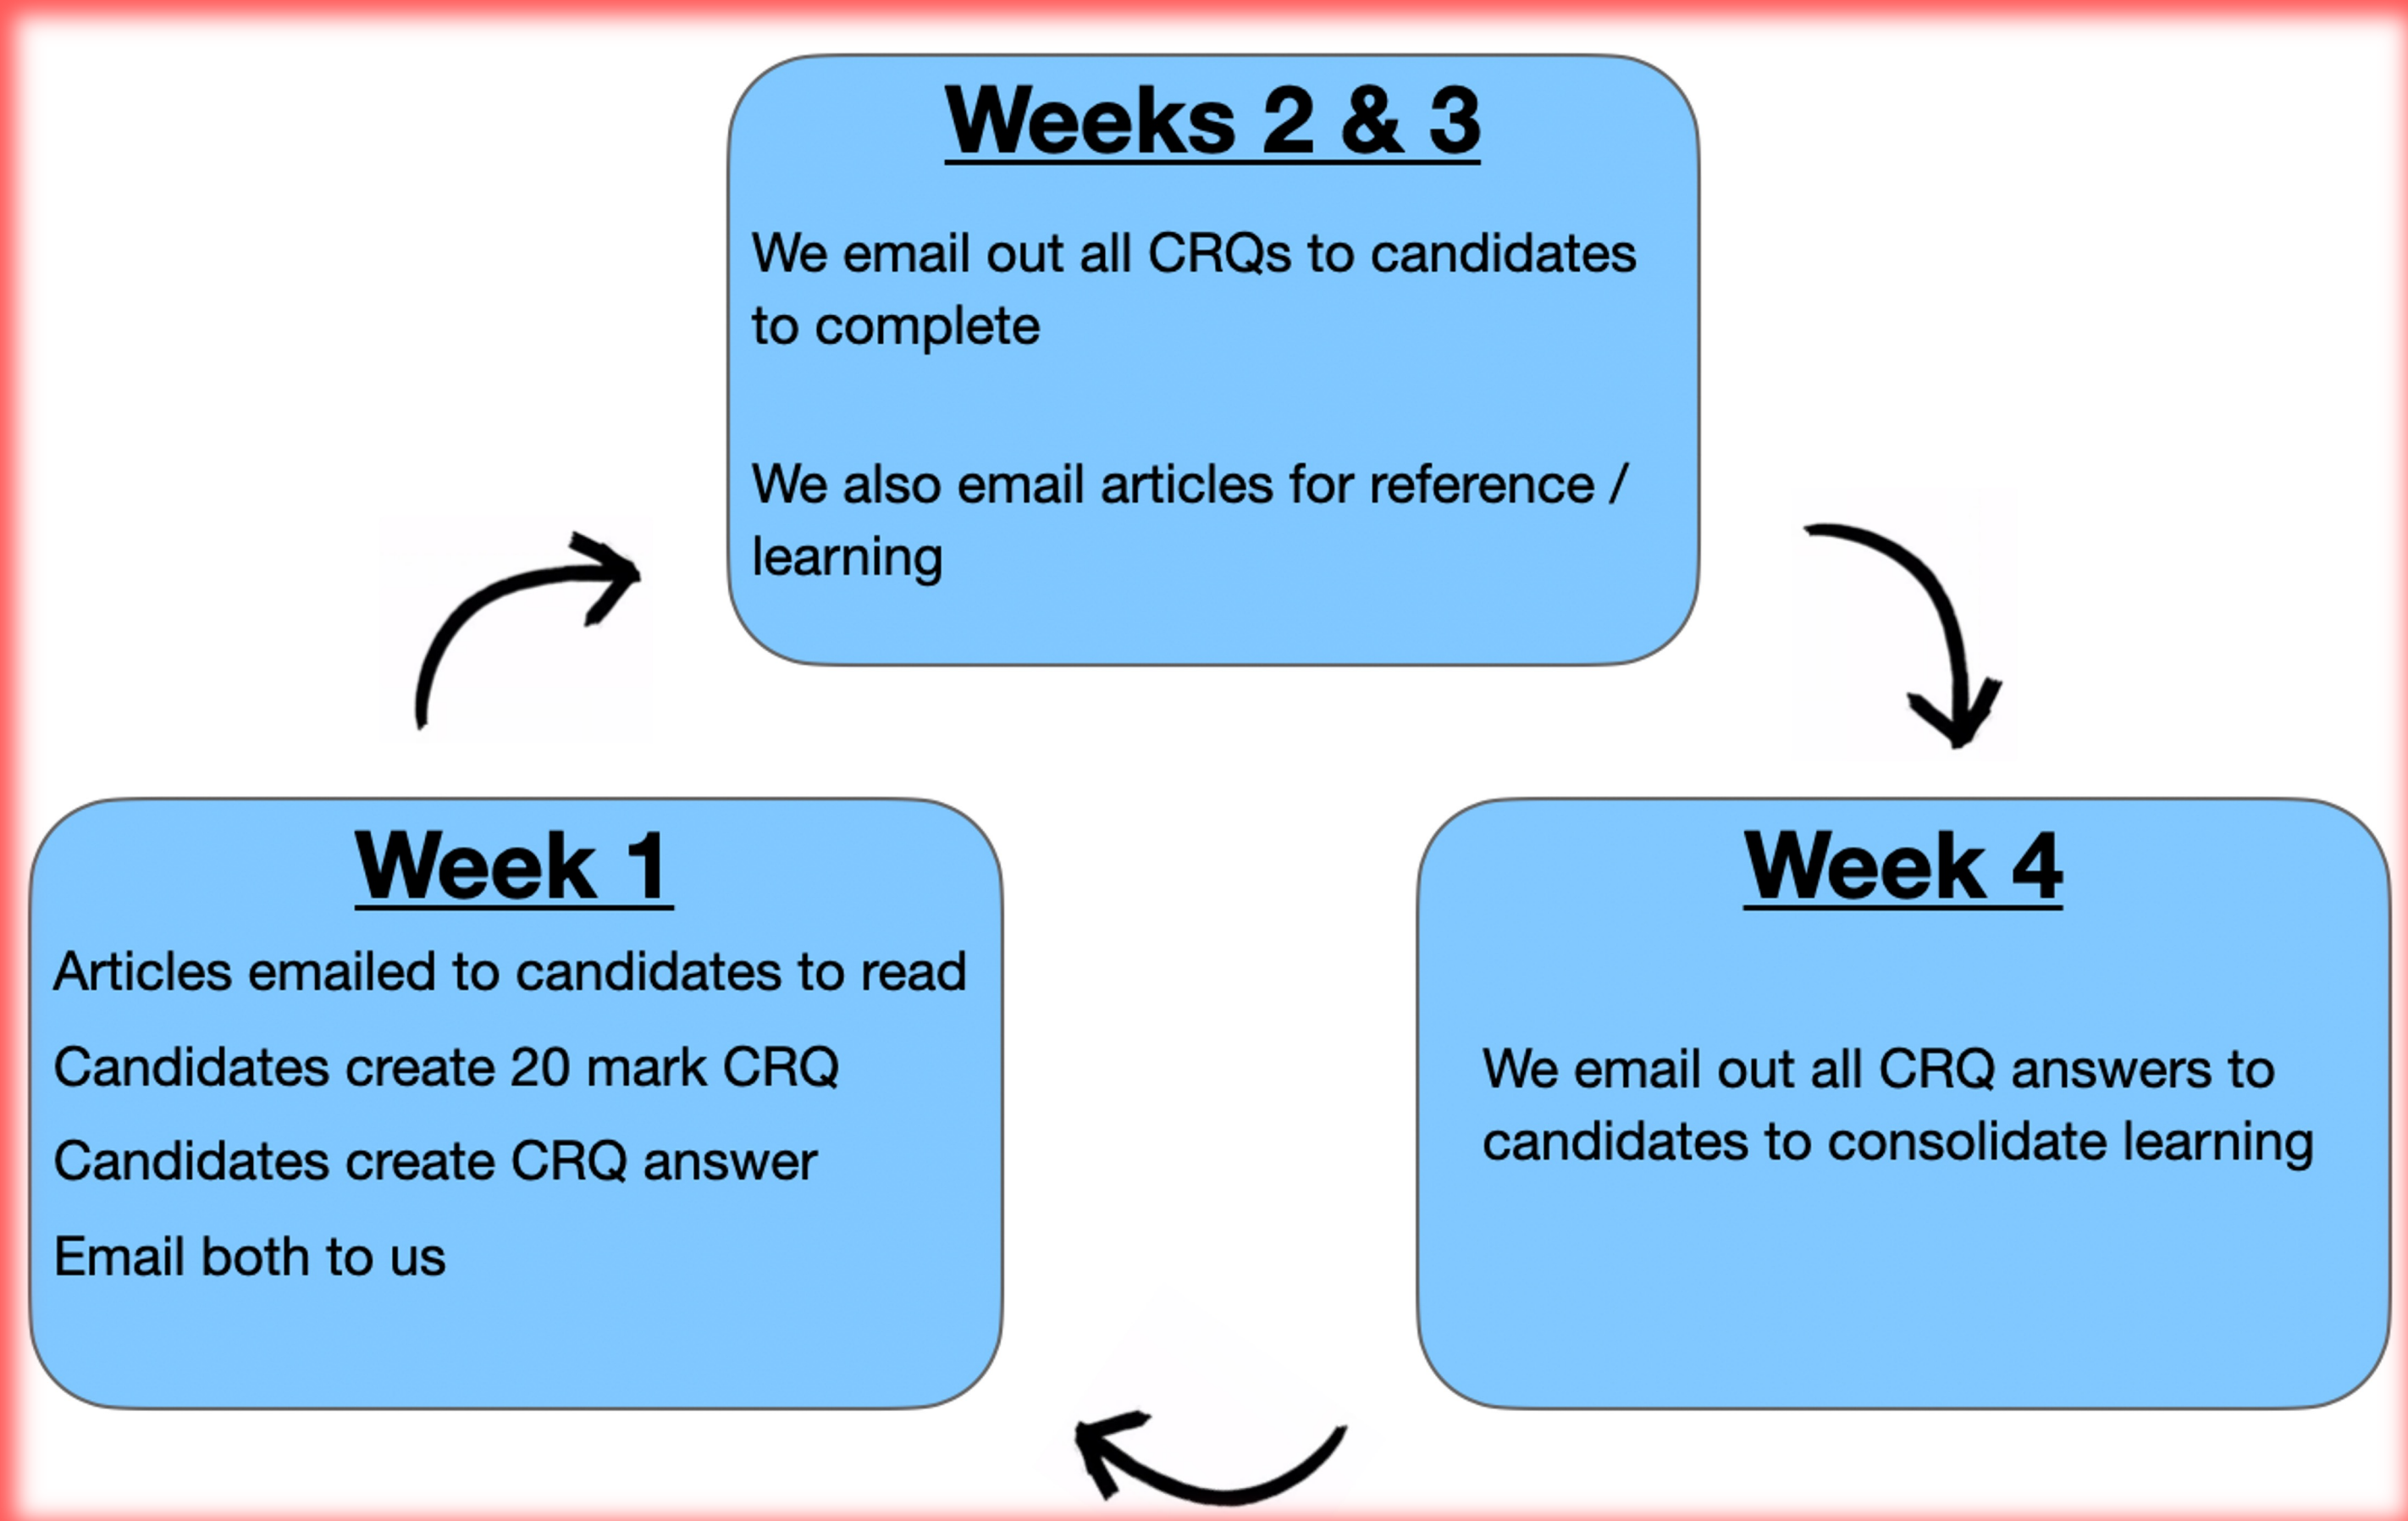 Weeks 2 & 3
We email out all CRQs to candidates
to complete
We also email articles for reference /
learning
Week 1
Articles emailed to candidates to read
Candidates create 20 mark CRQ
Candidates create CRQ answer
Email both to us
Week 4
We email out all CRQ answers to
candidates to consolidate learning